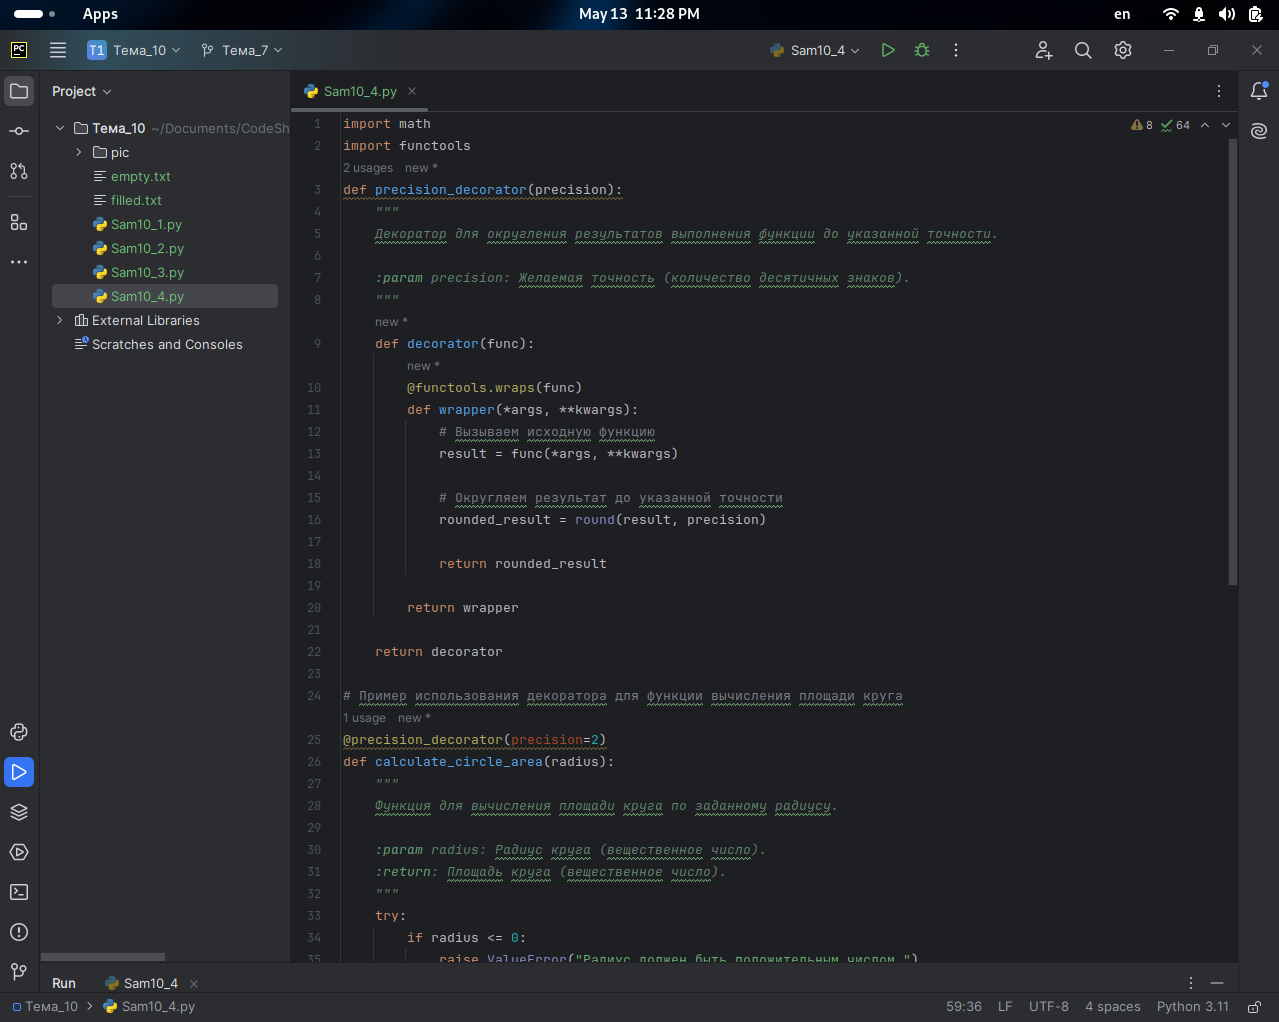 Apps
May 13 11:28 PM
en
PC
T1 Тема_10
Тема_7
Sam10_4
Project
Sam10_4.py
Тема_10 ~/Documents/CodeSh
pic
empty.txt
filled.txt
Sam10_1.py
Sam10_2.py
Sam10_3.py
Sam10_4.py
External Libraries
Scratches and Consoles
8 64
1 import math
2 import functools
2 usages new *
3 def precision_decorator(precision):
4 """
5 Декоратор для округления результатов выполнения функции до указанной точности.
6
7 :param precision: Желаемая точность (количество десятичных знаков).
8 """
new *
9 def decorator(func):
new *
10 @functools.wraps(func)
11 def wrapper(*args, **kwargs):
12 # Вызываем исходную функцию
13 result = func(*args, **kwargs)
14
15 # Округляем результат до указанной точности
16 rounded_result = round(result, precision)
17
18 return rounded_result
19
20 return wrapper
21
22 return decorator
23
24 # Пример использования декоратора для функции вычисления площади круга
1 usage new *
25 @precision_decorator(precision=2)
26 def calculate_circle_area(radius):
27 """
28 Функция для вычисления площади круга по заданному радиусу.
29
30 :param radius: Радиус круга (вещественное число).
31 :return: Площадь круга (вещественное число).
32 """
33 try:
34 if radius <= 0:
35 raise ValueError("Радиус должен быть положительным числом.")
Run
Sam10_4
Тема_10
Sam10_4.py
59:36 LF UTF-8 4 spaces Python 3.11